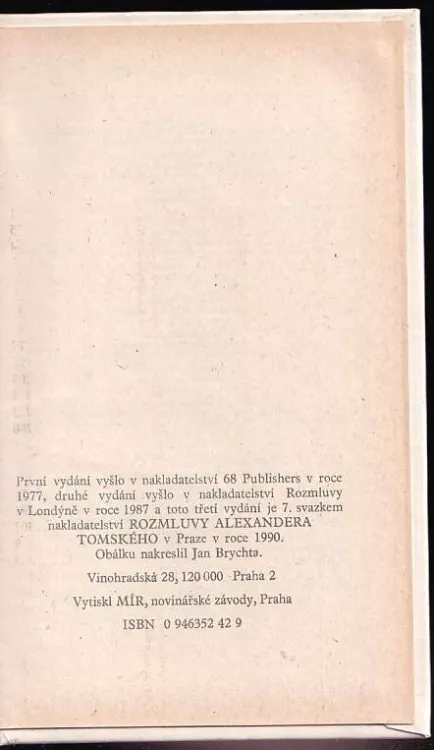 První vydání vyšlo v nakladatelství 68 Publishers v roce
1977, druhé vydání vyšlo v nakladatelství Rozmluvy
v Londýně v roce 1987 a toto třetí vydání je 7. svazkem
nakladatelství ROZMLUVY ALEXANDERA
TOMSKÉHO v Praze v roce 1990.
Obálku nakreslil Jan Brychta.
Vinohradská 28, 120 000 Praha 2
Vytiskl MÍR, novinářské závody, Praha
ISBN 0 946352 42 9